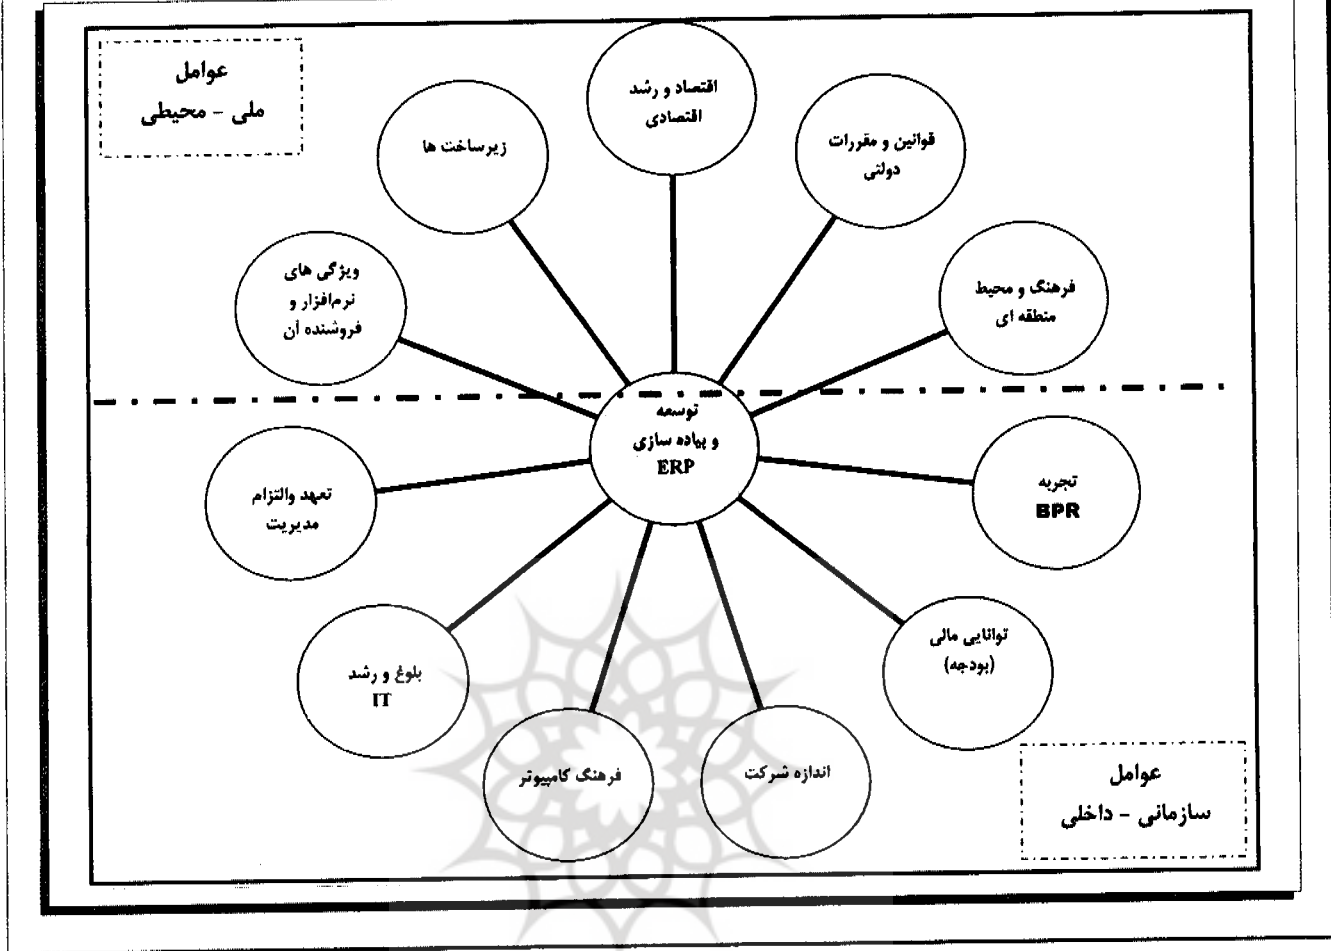 عوامل
ملی - محیطی
اقتصاد و رشد
اقتصادی
قوانین و مقررات
دولتی
زیرساخت ها
فرهنگ و محیط
منطقه ای
ویژگی های
نرم‌افزار و
فروشنده آن
توسعه
و پیاده سازی
ERP
تجربه
BPR
تعهد والتزام
مدیریت
توانایی مالی
(بودجه)
بلوغ و رشد
IT
اندازه شرکت
فرهنگ کامپیوتر
عوامل
سازمانی - داخلی